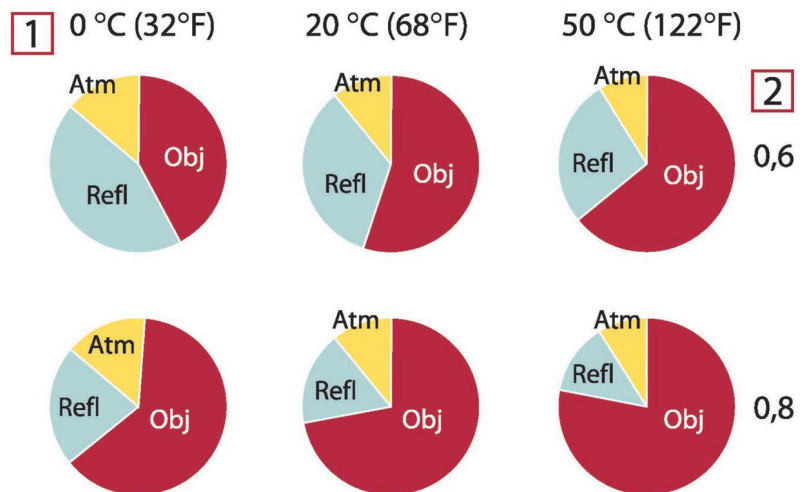 1 0 °C (32°F) 20 °C (68°F) 50 °C (122°F)
2
Atm Obj Refl
Atm Obj Refl
Atm Obj Refl
0,6
Atm Refl Obj
Atm Refl Obj
Atm Refl Obj
0,8